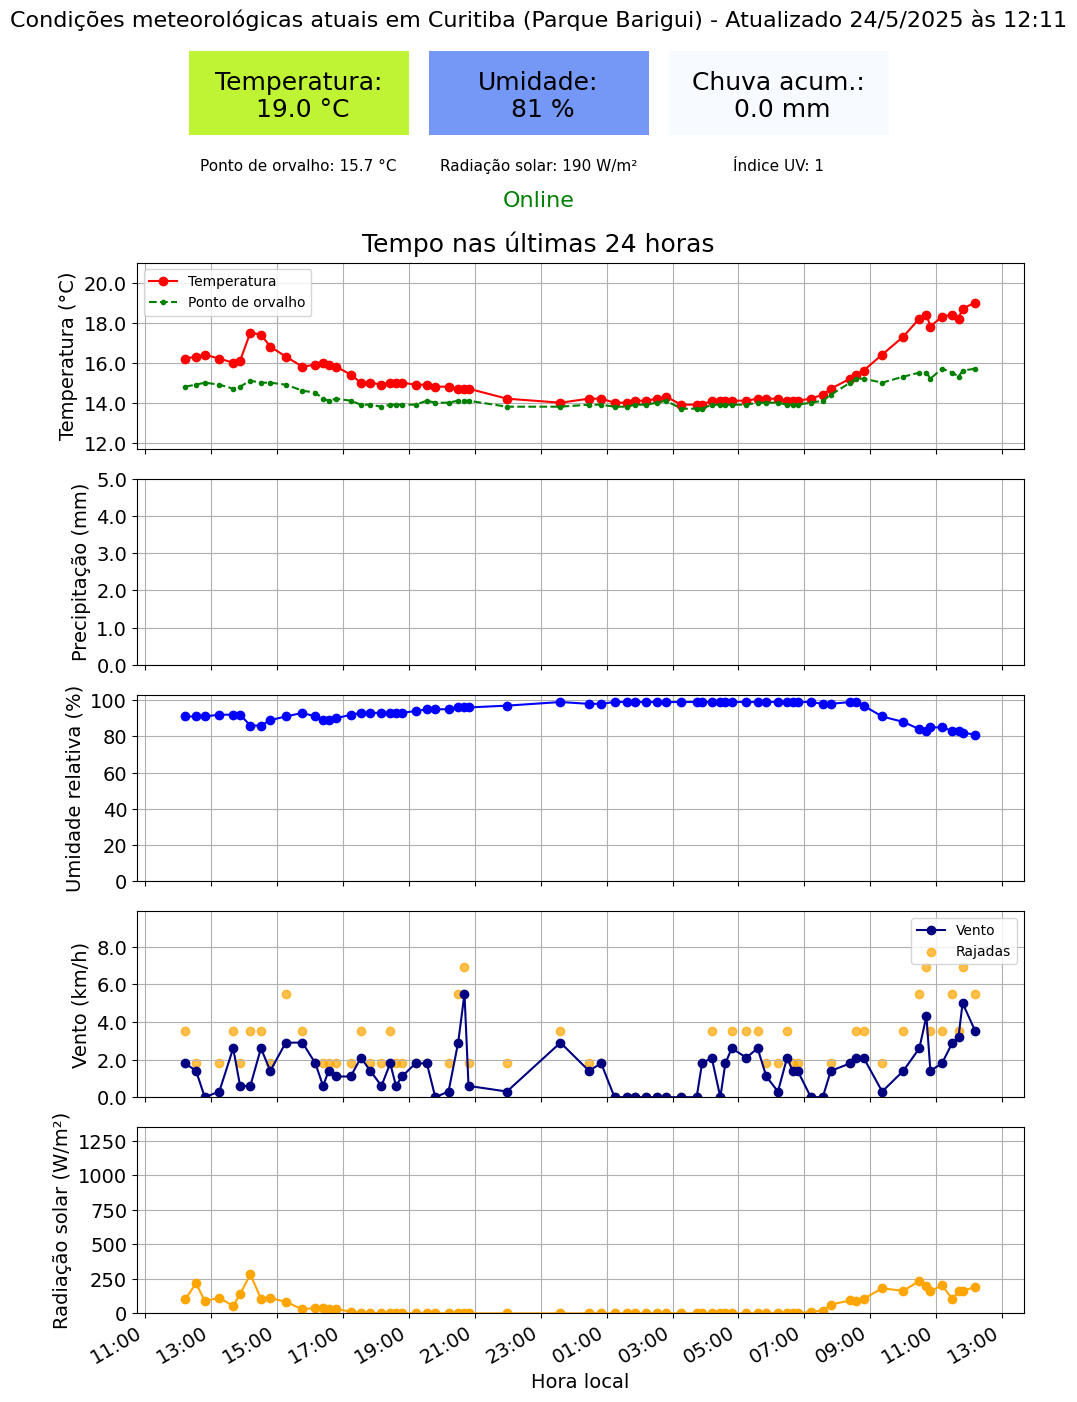 Condições meteorológicas atuais em Curitiba (Parque Barigui) - Atualizado 24/5/2025 às 12:11
Temperatura:
19.0 °C
Umidade:
81 %
Chuva acum.:
0.0 mm
Ponto de orvalho: 15.7 °C
Radiação solar: 190 W/m²
Índice UV: 1
Online
Tempo nas últimas 24 horas
Temperatura (°C)
20.0
18.0
16.0
14.0
12.0
Temperatura
Ponto de orvalho
Precipitação (mm)
5.0
4.0
3.0
2.0
1.0
0.0
Umidade relativa (%)
100
80
60
40
20
0
Vento (km/h)
8.0
6.0
4.0
2.0
0.0
Vento
Rajadas
Radiação solar (W/m²)
1250
1000
750
500
250
0
11:00
13:00
15:00
17:00
19:00
21:00
23:00
01:00
03:00
05:00
07:00
09:00
11:00
13:00
Hora local